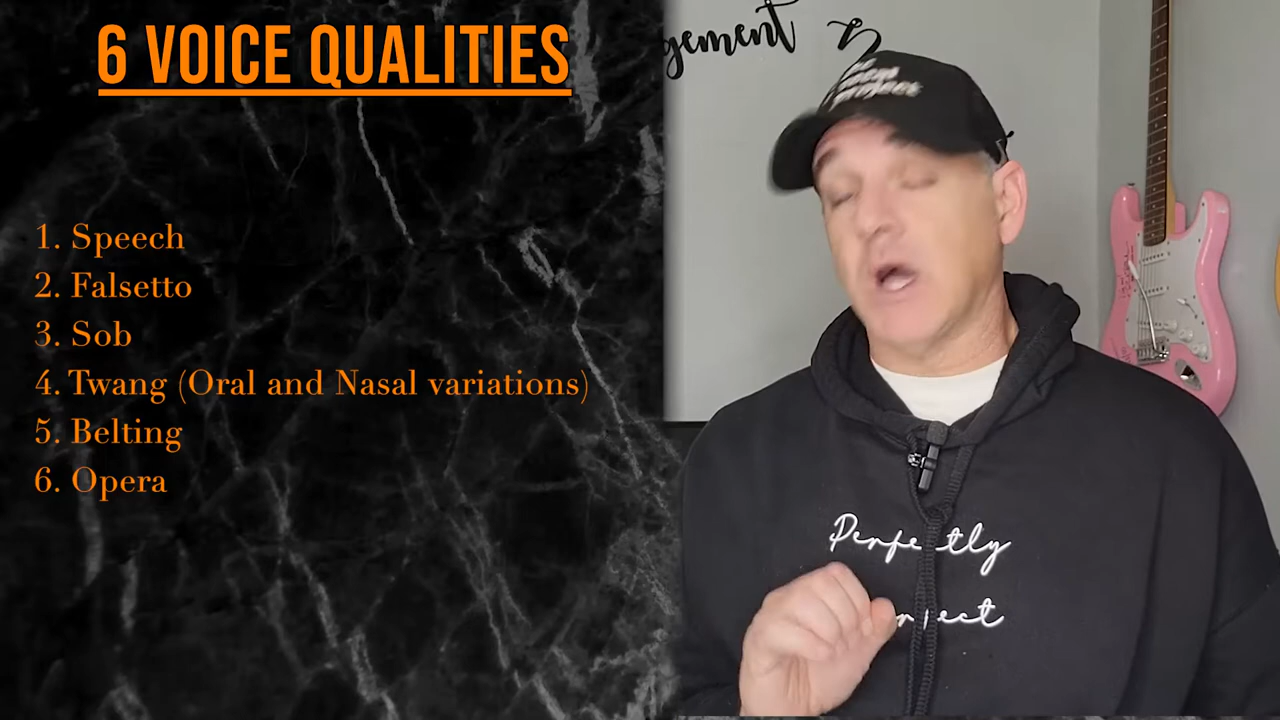 6 VOICE QUALITIES
1. Speech
2. Falsetto
3. Sob
4. Twang (Oral and Nasal variations)
5. Belting
6. Opera
Perfectly